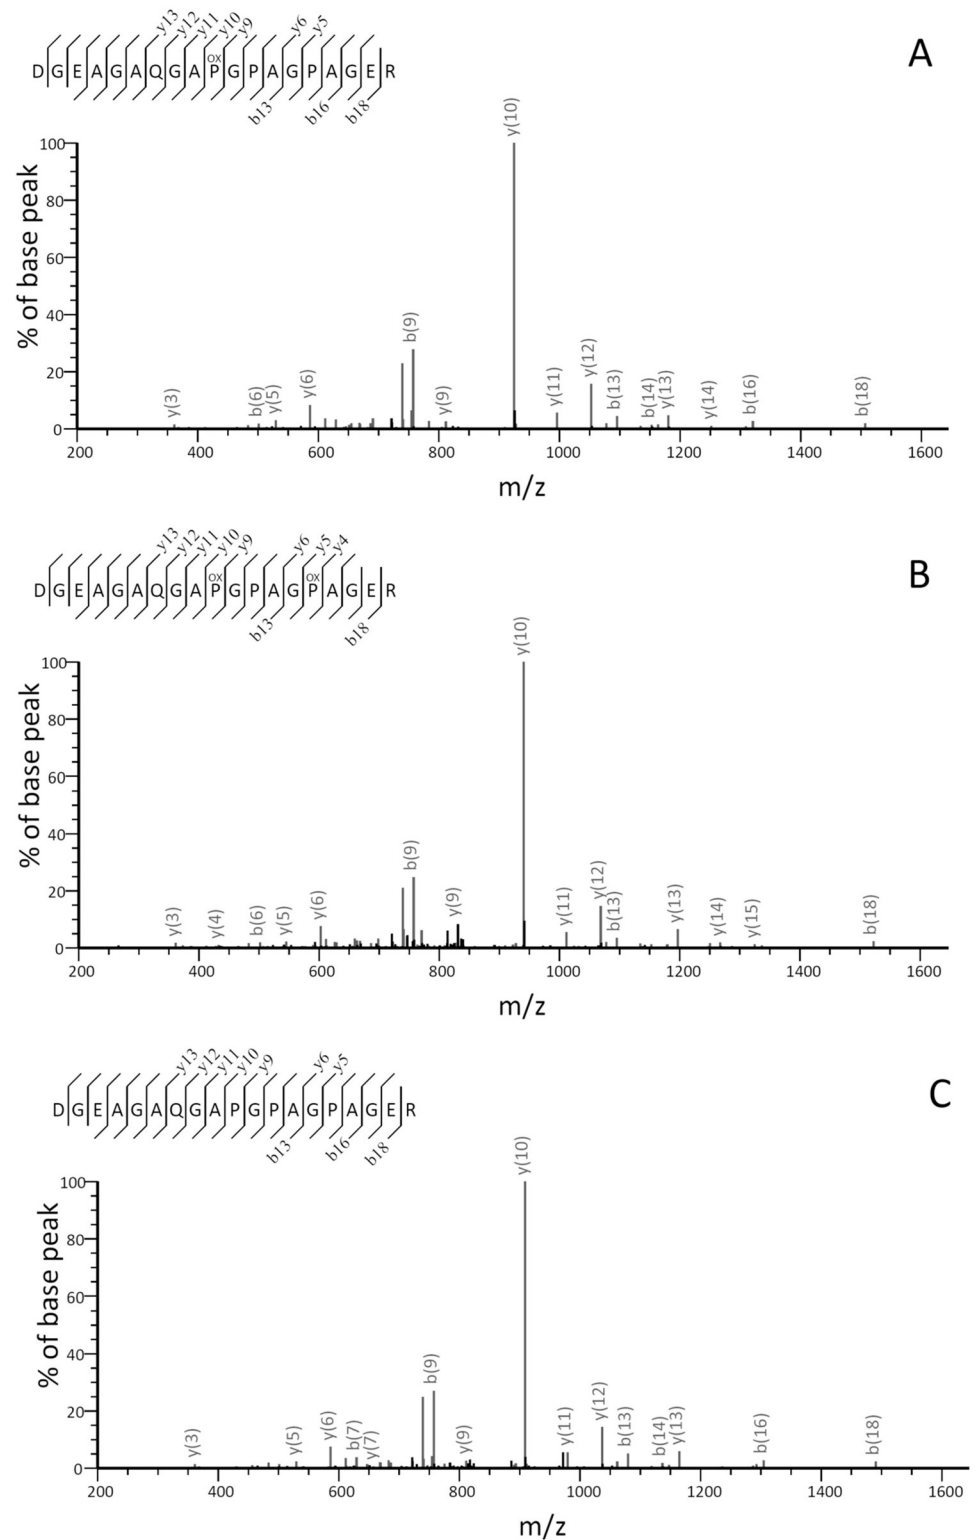 A
y13 y12 y11 y10 y9 y6 y5
OX
D G E A G A Q G A P G P A G P A G E R
b13 b16 b18
% of base peak
100
80
60
40
20
0
y(3) b(6) y(5) y(6) b(9) y(9) y(10) y(11) y(12) b(13) b(14) y(13) y(14) b(16) b(18)
200 400 600 800 1000 1200 1400 1600
m/z
B
y13 y12 y11 y10 y9 y6 y5 y4
OX OX
D G E A G A Q G A P G P A G P A G E R
b13 b18
% of base peak
100
80
60
40
20
0
y(3) y(4) b(6) y(5) y(6) b(9) y(9) y(10) y(11) y(12) b(13) y(13) y(14) y(15) b(18)
200 400 600 800 1000 1200 1400 1600
m/z
C
y13 y12 y11 y10 y9 y6 y5
D G E A G A Q G A P G P A G P A G E R
b13 b16 b18
% of base peak
100
80
60
40
20
0
y(3) y(5) y(6) b(7) y(7) b(9) y(9) y(10) y(11) y(12) b(13) b(14) y(13) b(16) b(18)
200 400 600 800 1000 1200 1400 1600
m/z